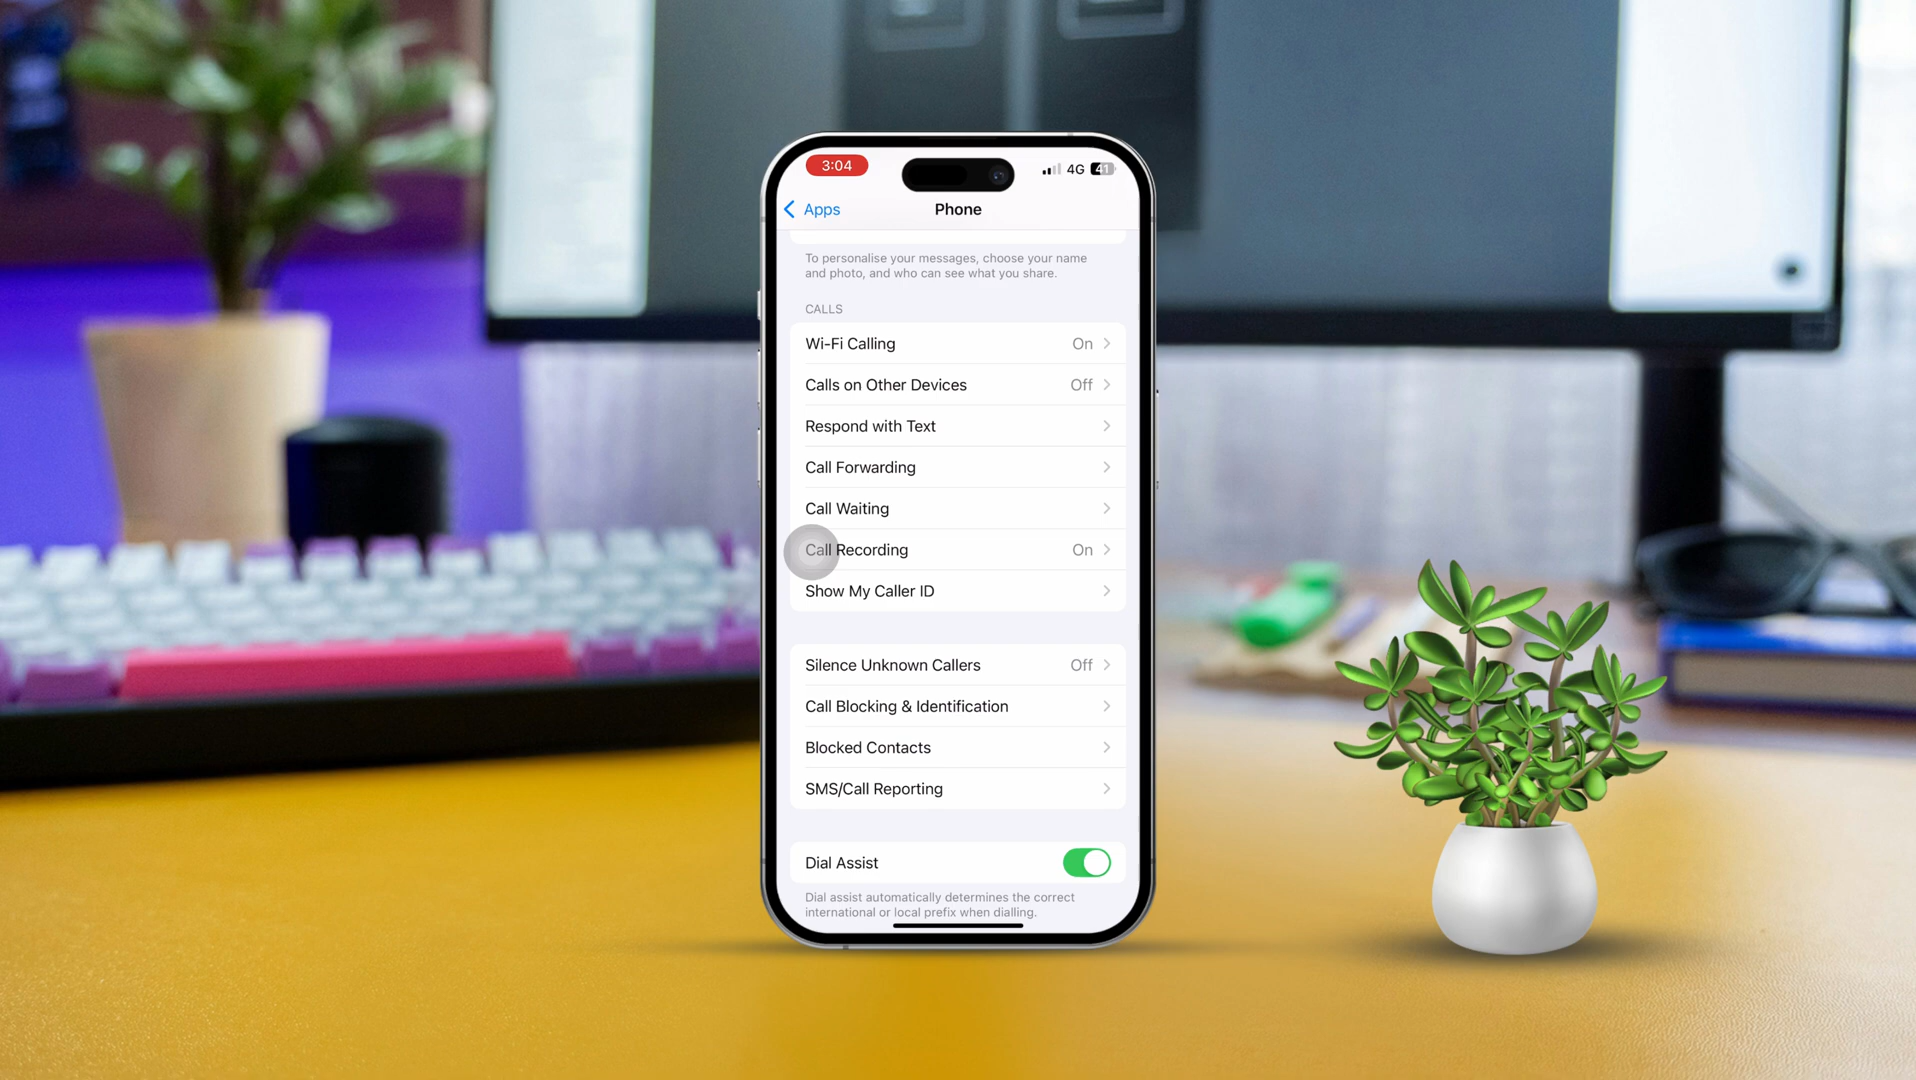 3:04
4G
41
Apps
Phone
To personalise your messages, choose your name
and photo, and who can see what you share.
CALLS
Wi-Fi Calling On
Calls on Other Devices Off
Respond with Text
Call Forwarding
Call Waiting
Call Recording On
Show My Caller ID
Silence Unknown Callers Off
Call Blocking & Identification
Blocked Contacts
SMS/Call Reporting
Dial Assist
Dial assist automatically determines the correct
international or local prefix when dialling.